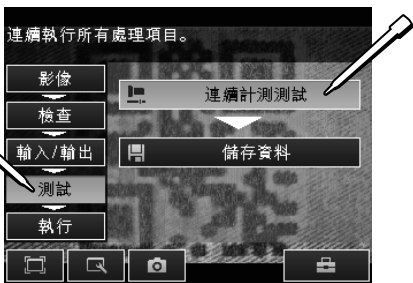 連續執行所有處理項目。
影像
檢查
輸入/輸出
測試
執行
連續計測測試
儲存資料